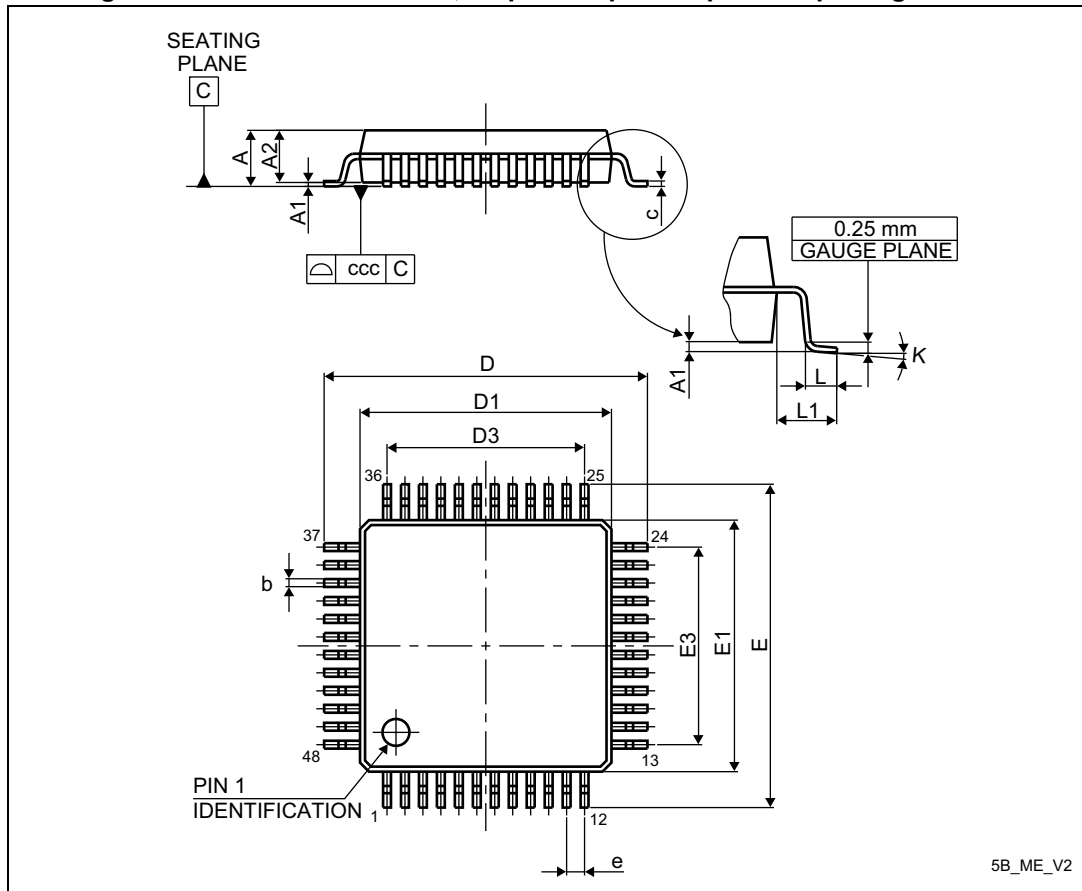 SEATING
PLANE
C
A
A2
A1
c
ccc C
0.25 mm
GAUGE PLANE
A1
K
L
L1
D
D1
D3
36
25
37
24
b
E3
E1
E
48
13
PIN 1
IDENTIFICATION
1
12
e
5B_ME_V2